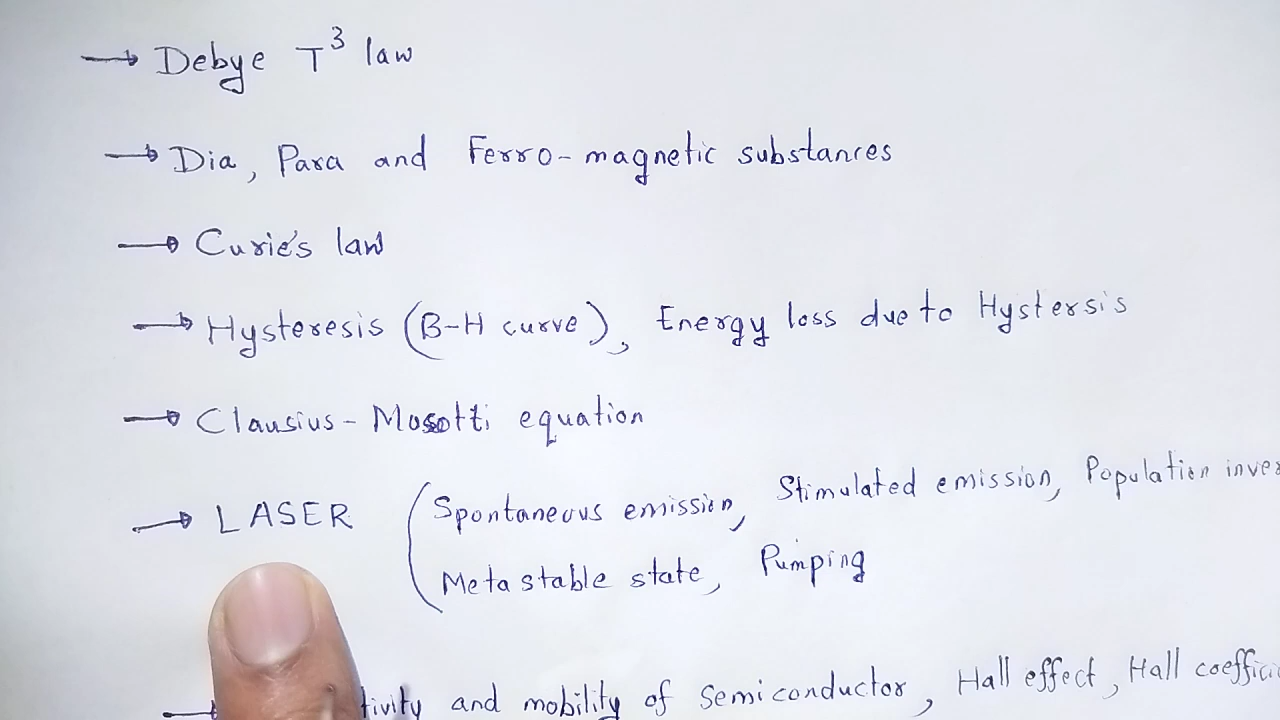 → Debye T³ law
→ Dia, Para and Ferro-magnetic substances
→ Curie's law
→ Hysteresis (B-H curve), Energy loss due to Hystersis
→ Clausius-Mosotti equation
→ LASER (Spontaneous emission, Stimulated emission, Population
Metastable state, Pumping
→ and mobility of Semiconductor, Hall effect, Hall